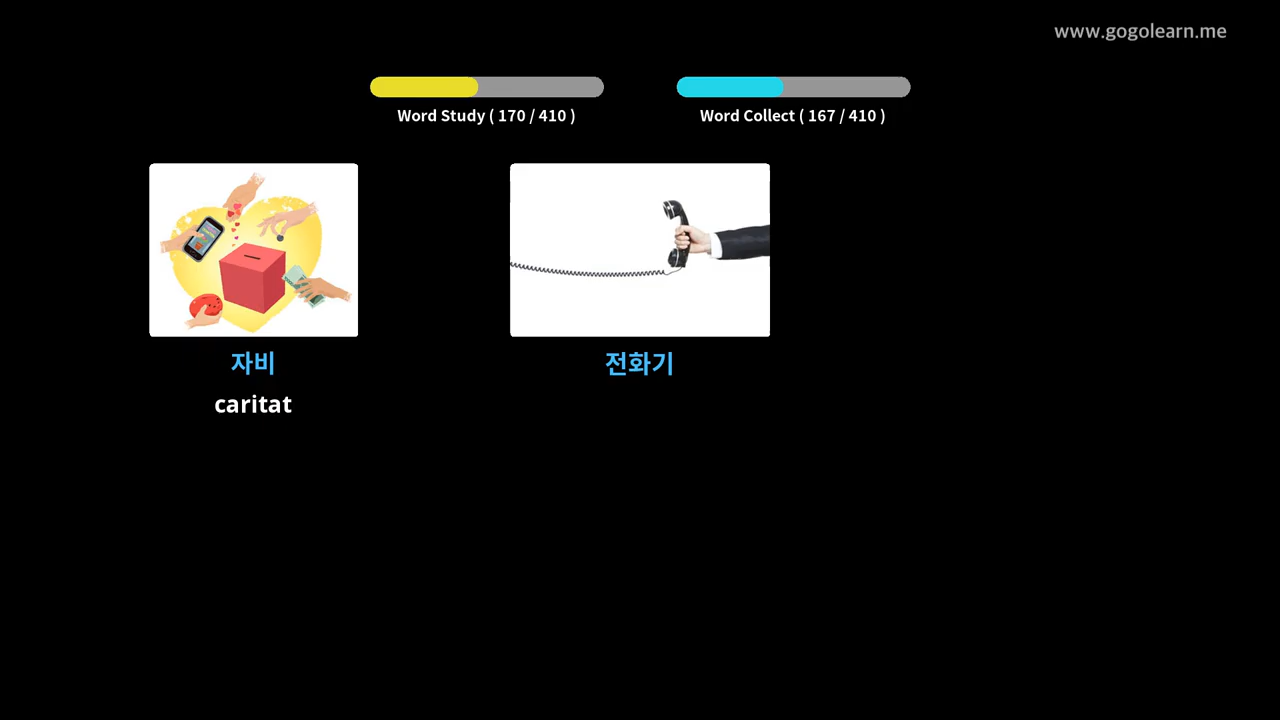 www.gogolearn.me
Word Study ( 170 / 410 )
Word Collect ( 167 / 410 )
자비
caritat
전화기